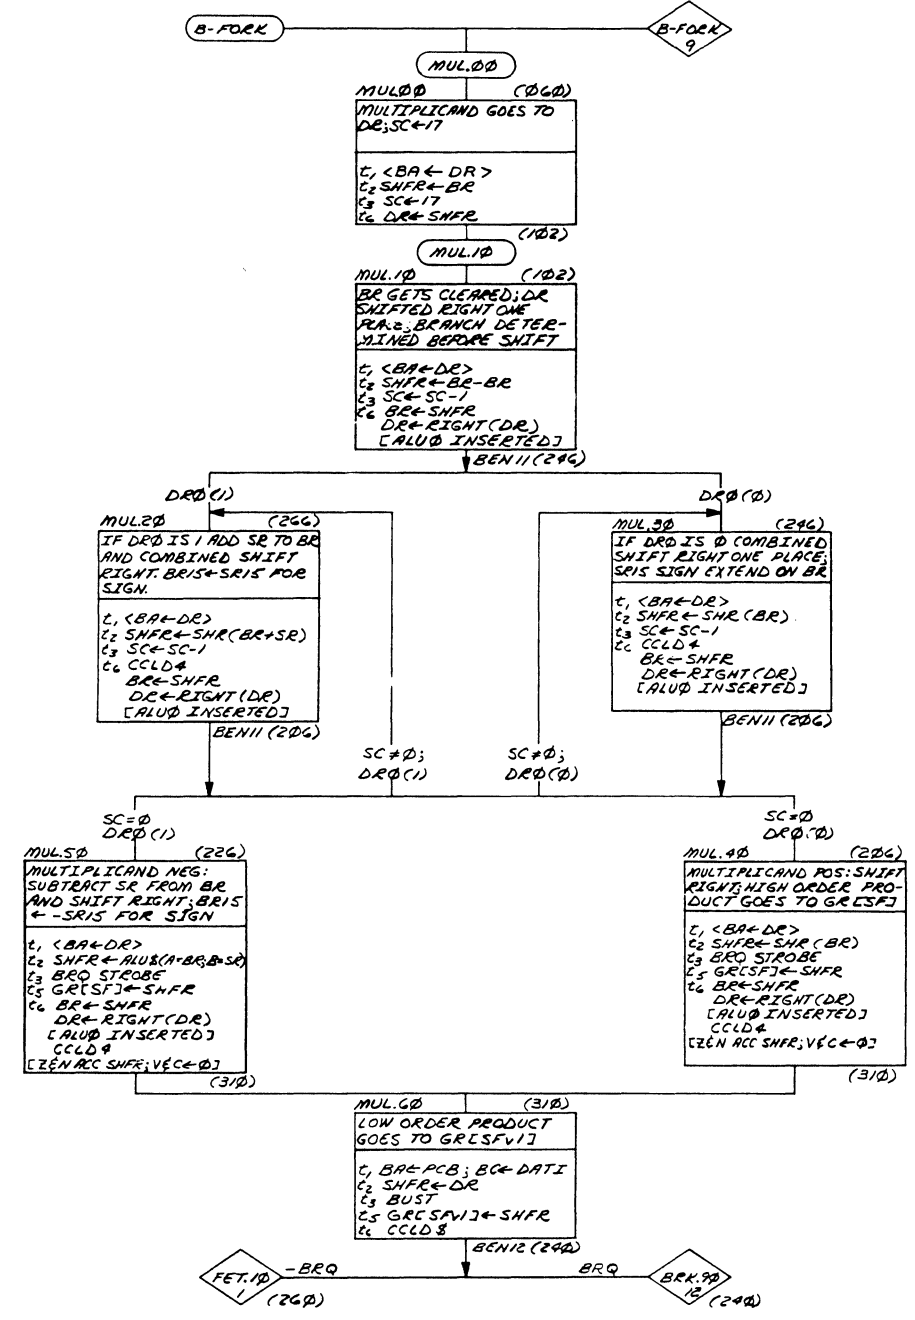 B-FORK
B-FORK
9
MUL.ØØ
MULØØ (Ø6Ø)
MULTIPLICAND GOES TO
DR; SC←17
t1 <BA←DR>
t2 SHFR←BR
t3 SC←17
t6 DR←SHFR
(1Ø2)
MUL.1Ø
MUL.1Ø (1Ø2)
BR GETS CLEARED; DR
SHIFTED RIGHT ONE
PLACE; BRANCH DETER-
MINED BEFORE SHIFT
t1 <BA←DR>
t2 SHFR←BR-BR
t3 SC←SC-1
t6 BR←SHFR
DR←RIGHT(DR)
[ALUØ INSERTED]
BEN11(246)
DRØ(1)
DRØ(Ø)
MUL.2Ø (266)
IF DRØ IS 1 ADD SR TO BR
AND COMBINED SHIFT
RIGHT. BR15←SR15 FOR
SIGN.
t1 <BA←DR>
t2 SHFR←SHR(BR+SR)
t3 SC←SC-1
t6 CCLD4
BR←SHFR
DR←RIGHT(DR)
[ALUØ INSERTED]
BEN11(206)
MUL.3Ø (246)
IF DRØ IS Ø COMBINED
SHIFT RIGHT ONE PLACE;
SR15 SIGN EXTEND ON BR
t1 <BA←DR>
t2 SHFR←SHR(BR)
t3 SC←SC-1
t6 CCLD4
BR←SHFR
DR←RIGHT(DR)
[ALUØ INSERTED]
BEN11(2Ø6)
SC≠Ø;
DRØ(1)
SC≠Ø;
DRØ(Ø)
SC=Ø
DRØ(1)
SC=Ø
DRØ(Ø)
MUL.5Ø (226)
MULTIPLICAND NEG:
SUBTRACT SR FROM BR
AND SHIFT RIGHT; BR15
← -SR15 FOR SIGN
t1 <BA←DR>
t2 SHFR←ALU$(A=BR;B=SR)
t3 BRQ STROBE
t5 GR[SF]←SHFR
t6 BR←SHFR
DR←RIGHT(DR)
[ALUØ INSERTED]
CCLD4
[Z&N ACC SHFR; V&C←Ø]
(31Ø)
MUL.4Ø (2Ø6)
MULTIPLICAND POS: SHIFT
RIGHT; HIGH ORDER PRO-
DUCT GOES TO GR[SF]
t1 <BA←DR>
t2 SHFR←SHR(BR)
t3 BRQ STROBE
t5 GR[SF]←SHFR
t6 BR←SHFR
DR←RIGHT(DR)
[ALUØ INSERTED]
CCLD4
[Z&N ACC SHFR; V&C←Ø]
(31Ø)
MUL.6Ø (31Ø)
LOW ORDER PRODUCT
GOES TO GR[SFv1]
t1 BA←PCB; BC←DATI
t2 SHFR←DR
t3 BUST
t5 GR[SFv1]←SHFR
t6 CCLD$
BEN12(24Ø)
-BRQ
BRQ
FET.1Ø
1
(26Ø)
BRK.9Ø
12
(24Ø)